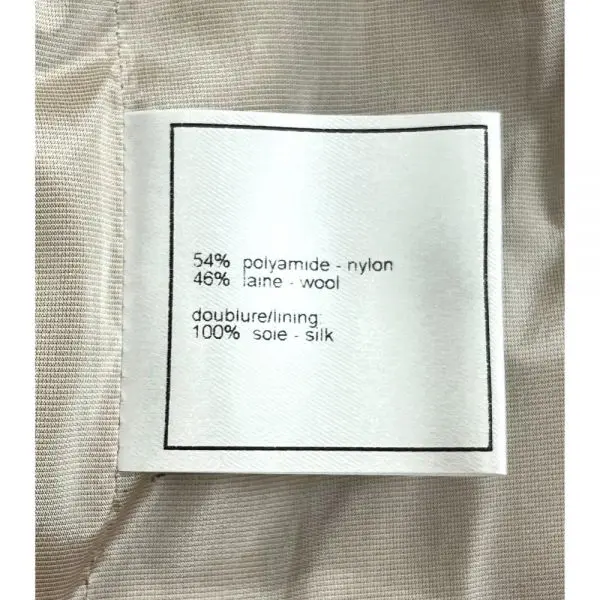 54% polyamide - nylon
46% laine - wool
doublure/lining:
100% soie - silk